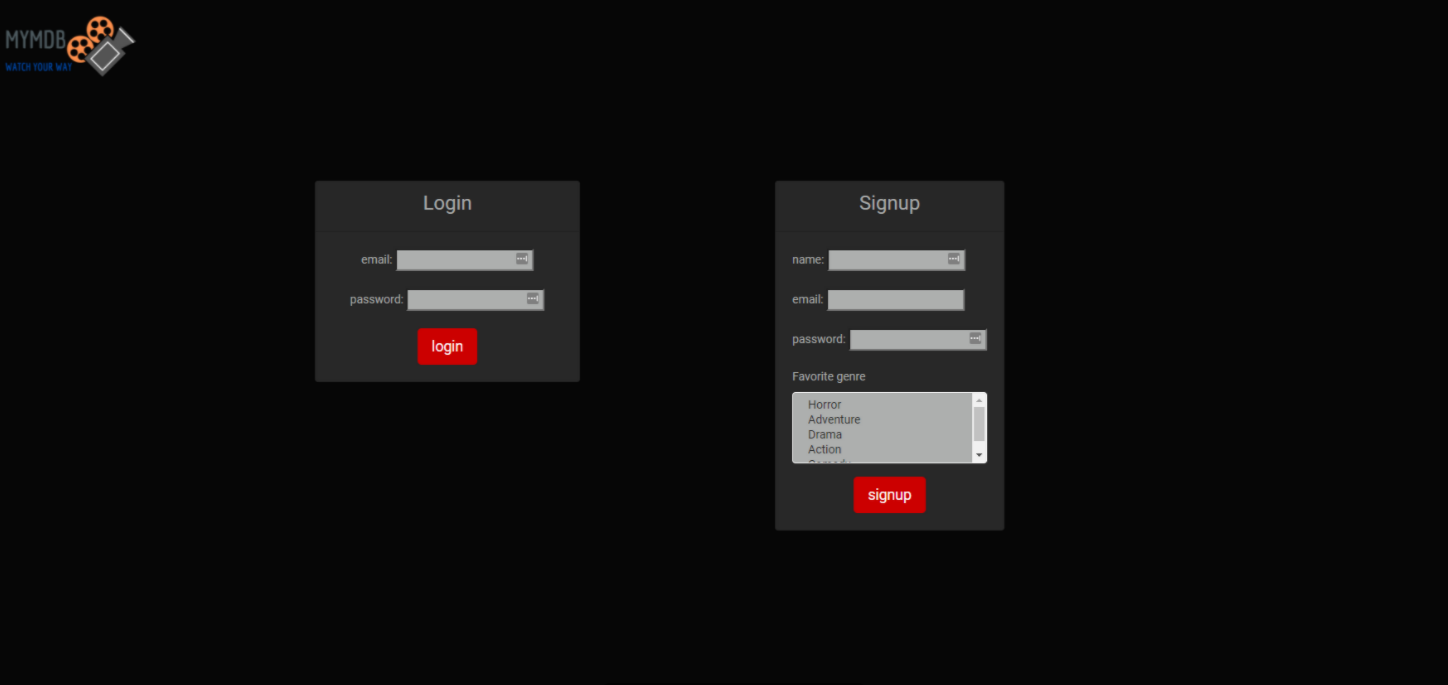 MYMDB
WATCH YOUR WAY
Login
email:
password:
login
Signup
name:
email:
password:
Favorite genre
Horror
Adventure
Drama
Action
signup